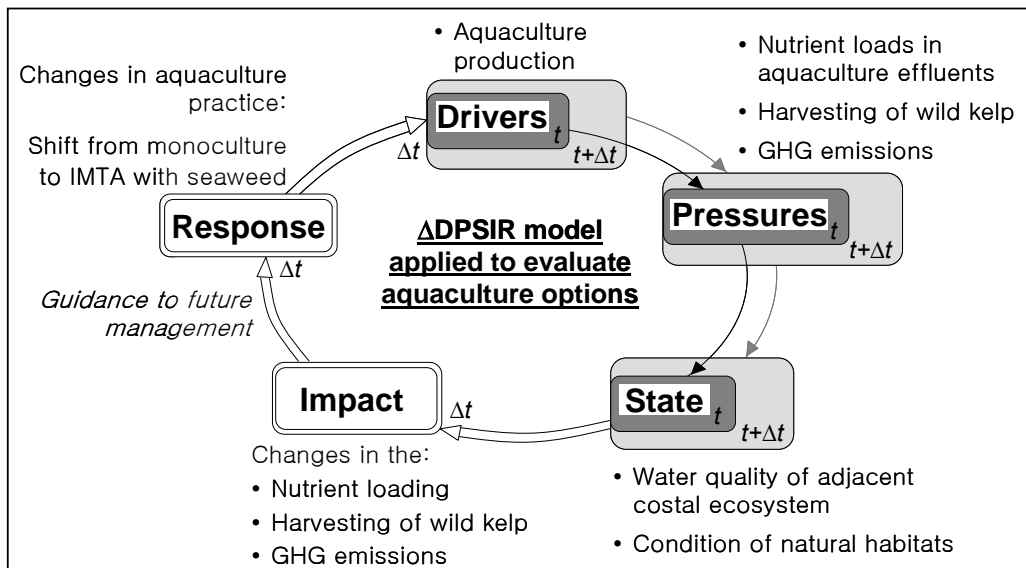 • Aquaculture
production
• Nutrient loads in
aquaculture effluents
• Harvesting of wild kelp
• GHG emissions
Changes in aquaculture
practice:
Shift from monoculture
to IMTA with seaweed
Drivers t
t+Δt
Δt
Pressures t
t+Δt
Response
Δt
ΔDPSIR model
applied to evaluate
aquaculture options
Guidance to future
management
Impact
Δt
State t
t+Δt
Changes in the:
• Nutrient loading
• Harvesting of wild kelp
• GHG emissions
• Water quality of adjacent
costal ecosystem
• Condition of natural habitats